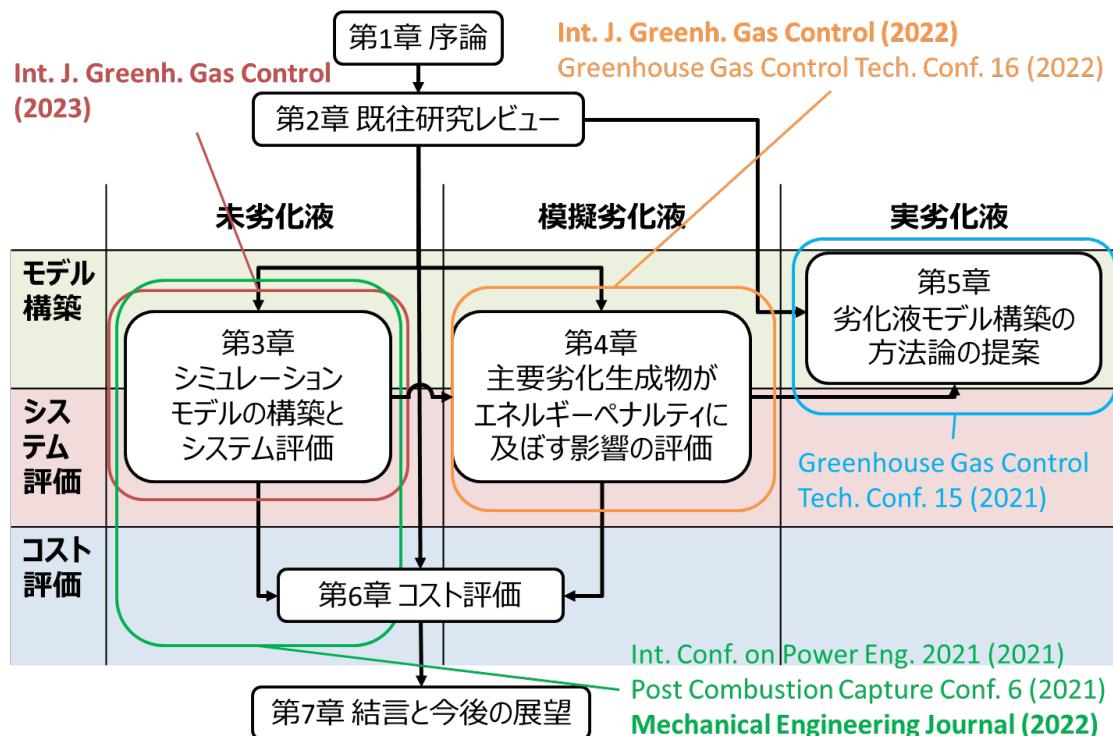 第1章 序論
Int. J. Greenh. Gas Control (2022)
Greenhouse Gas Control Tech. Conf. 16 (2022)
Int. J. Greenh. Gas Control
(2023)
第2章 既往研究レビュー
未劣化液
模擬劣化液
実劣化液
モデル
構築
第3章
シミュレーション
モデルの構築と
システム評価
第4章
主要劣化生成物が
エネルギーペナルティに
及ぼす影響の評価
第5章
劣化液モデル構築の
方法論の提案
シス
テム
評価
Greenhouse Gas Control
Tech. Conf. 15 (2021)
コスト
評価
第6章 コスト評価
Int. Conf. on Power Eng. 2021 (2021)
Post Combustion Capture Conf. 6 (2021)
Mechanical Engineering Journal (2022)
第7章 結言と今後の展望